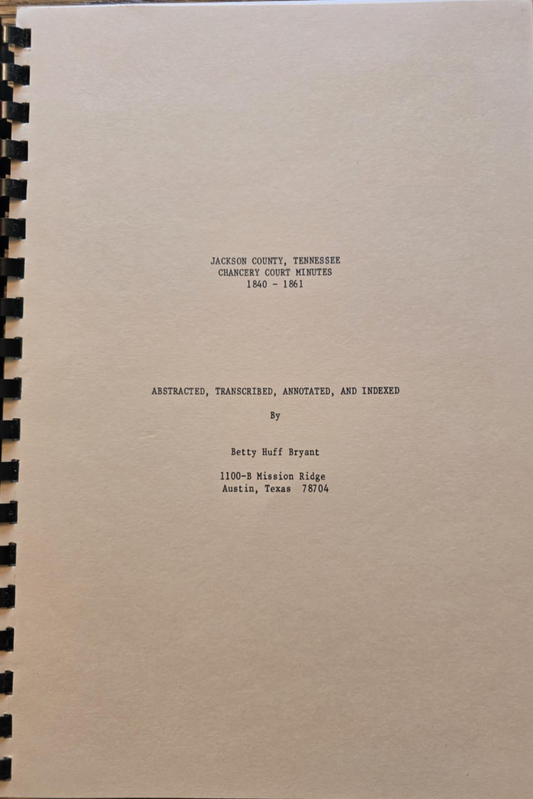 JACKSON COUNTY, TENNESSEE
CHANCERY COURT MINUTES
1840 - 1861
ABSTRACTED, TRANSCRIBED, ANNOTATED, AND INDEXED
By
Betty Huff Bryant
1100-B Mission Ridge
Austin, Texas 78704